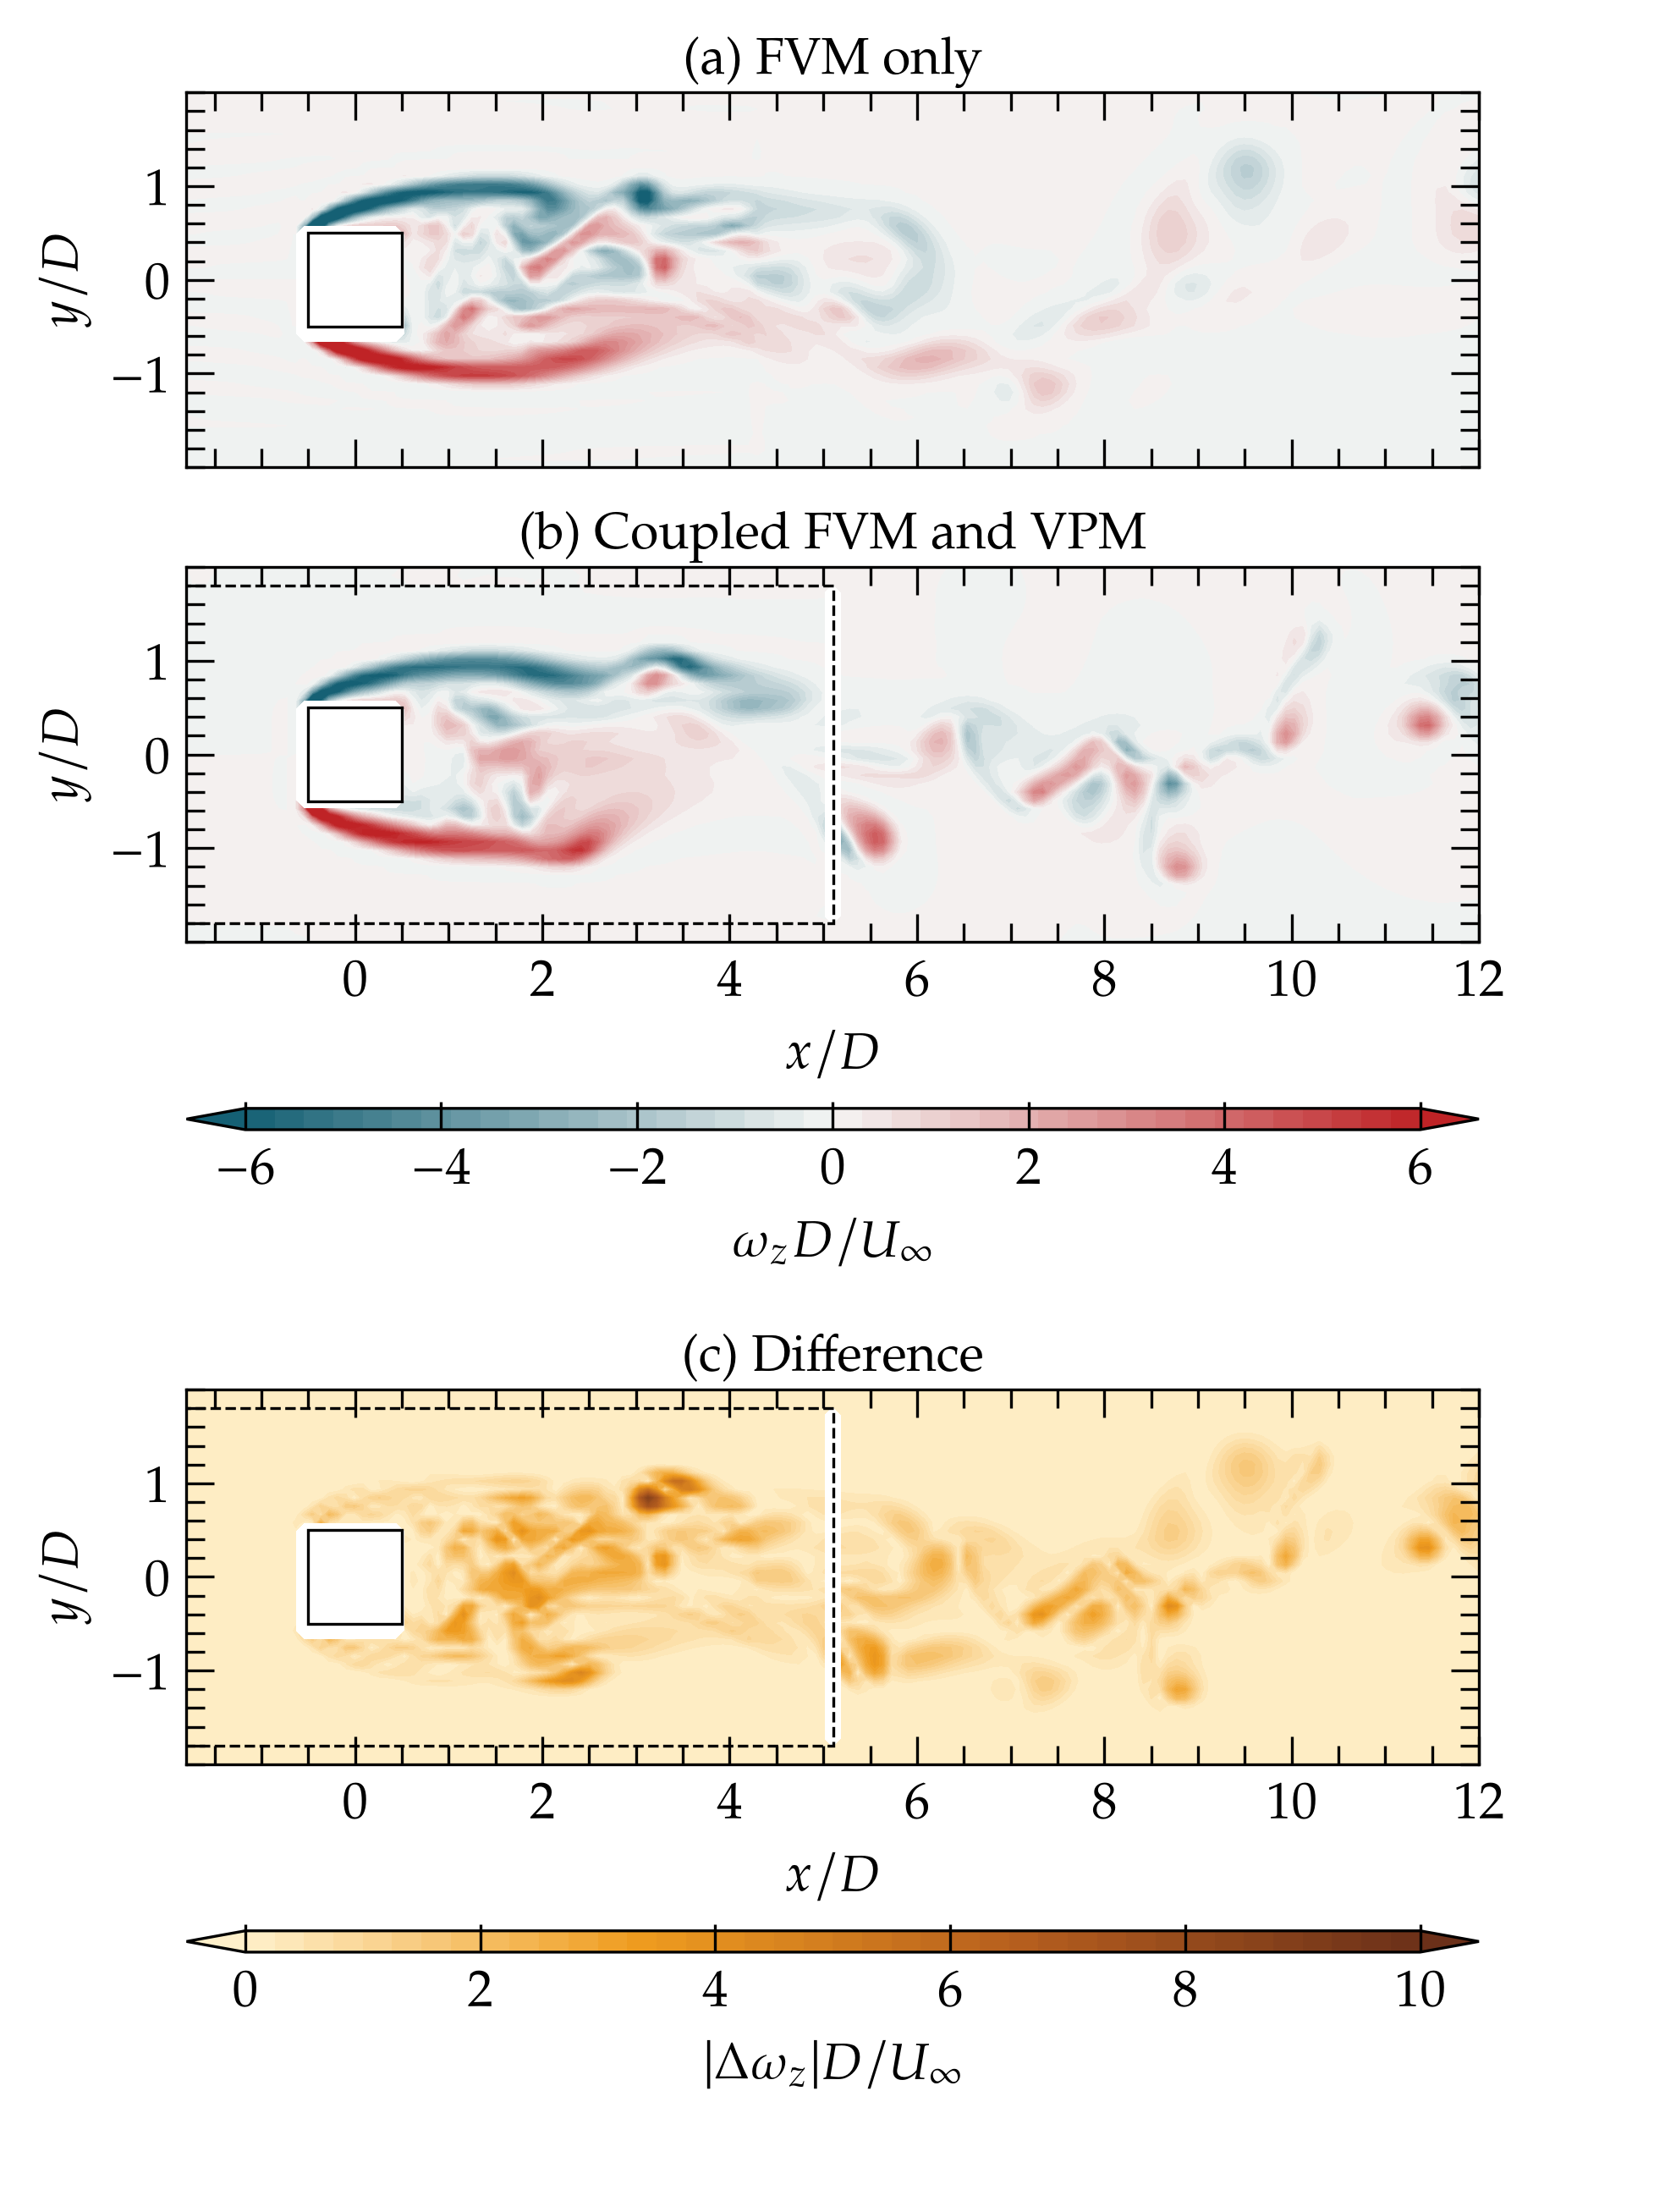 (a) FVM only
1
0
−1
y/D
(b) Coupled FVM and VPM
1
0
−1
y/D
0 2 4 6 8 10 12
x/D
−6 −4 −2 0 2 4 6
ω_z D/U_∞
(c) Difference
1
0
−1
y/D
0 2 4 6 8 10 12
x/D
0 2 4 6 8 10
|Δω_z|D/U_∞